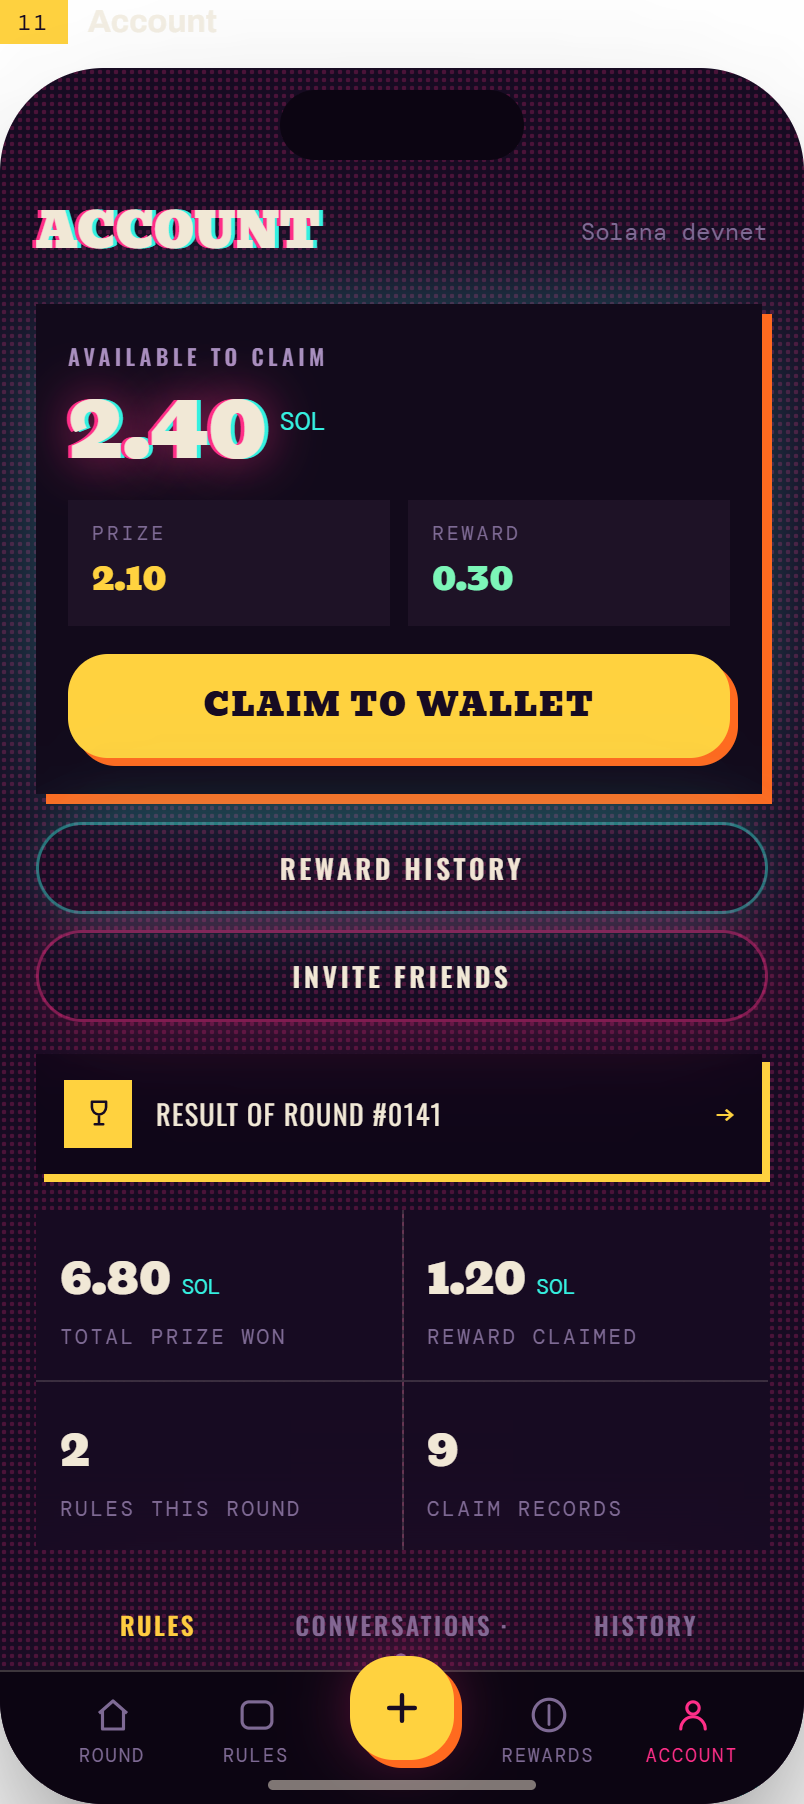 11 Account
ACCOUNT Solana devnet
AVAILABLE TO CLAIM
2.40 SOL
PRIZE REWARD
2.10 0.30
CLAIM TO WALLET
REWARD HISTORY
INVITE FRIENDS
RESULT OF ROUND #0141 →
6.80 SOL 1.20 SOL
TOTAL PRIZE WON REWARD CLAIMED
2 9
RULES THIS ROUND CLAIM RECORDS
RULES CONVERSATIONS · HISTORY
+
ROUND RULES REWARDS ACCOUNT